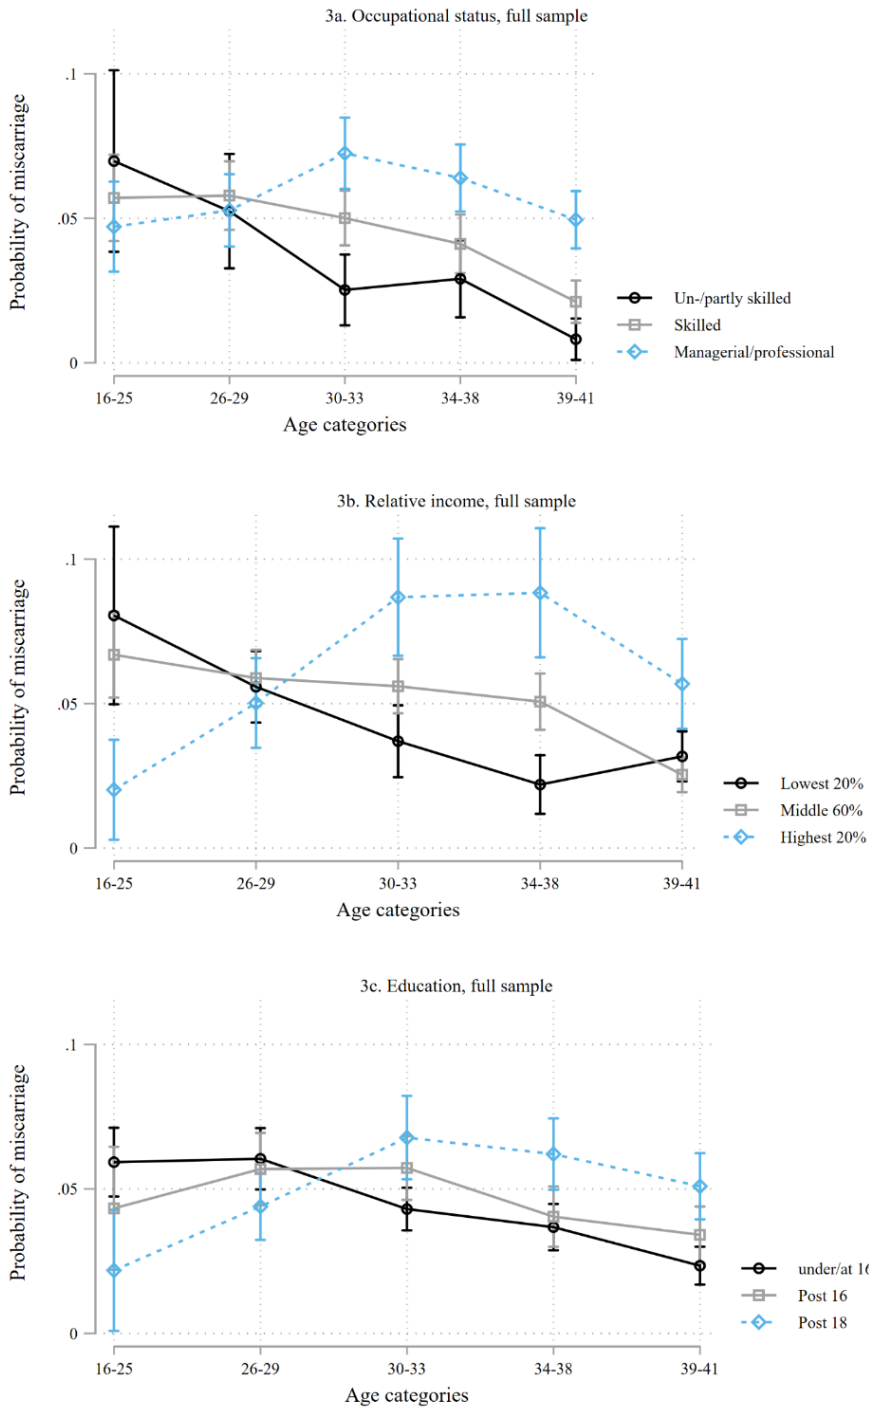 3a. Occupational status, full sample
Probability of miscarriage
.1
.05
0
16-25 26-29 30-33 34-38 39-41
Age categories
Un-/partly skilled
Skilled
Managerial/professional
3b. Relative income, full sample
Probability of miscarriage
.1
.05
0
16-25 26-29 30-33 34-38 39-41
Age categories
Lowest 20%
Middle 60%
Highest 20%
3c. Education, full sample
Probability of miscarriage
.1
.05
0
16-25 26-29 30-33 34-38 39-41
Age categories
under/at 16
Post 16
Post 18